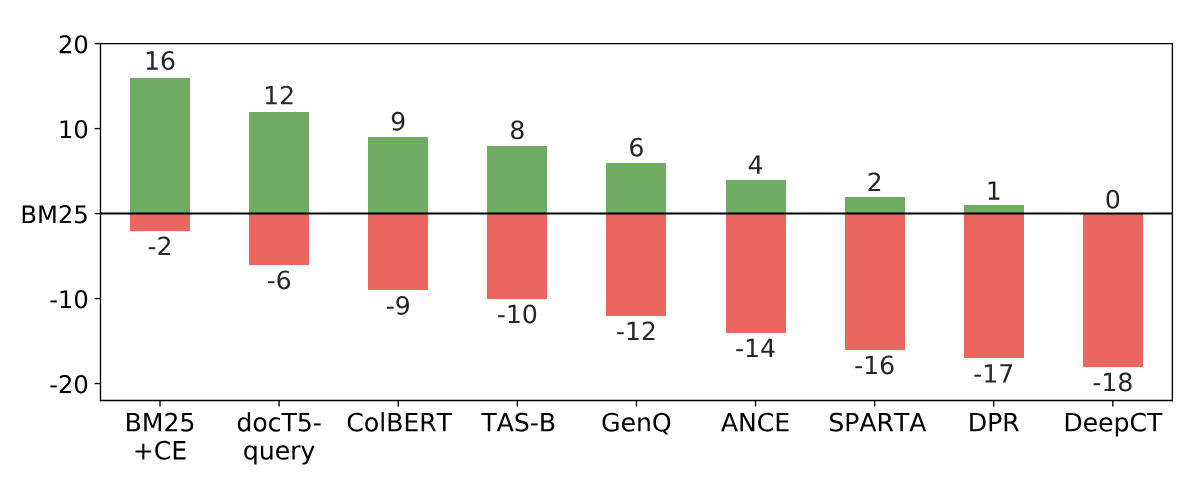 20
10
BM25
-10
-20
16
12
9
8
6
4
2
1
0
-2
-6
-9
-10
-12
-14
-16
-17
-18
BM25
+CE
docT5-
query
ColBERT
TAS-B
GenQ
ANCE
SPARTA
DPR
DeepCT